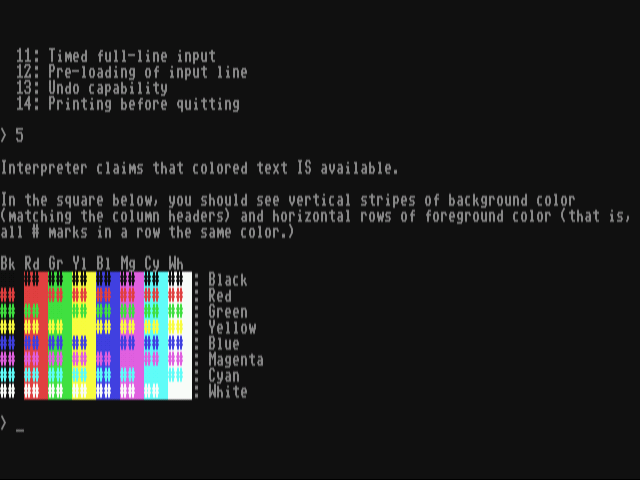 11: Timed full-line input
12: Pre-loading of input line
13: Undo capability
14: Printing before quitting
> 5
Interpreter claims that colored text IS available.
In the square below, you should see vertical stripes of background color
(matching the column headers) and horizontal rows of foreground color (that is,
all # marks in a row the same color.)
Bk Rd Gr Yl Bl Mg Cy Wh
## ## ## ## ## ## ## : Black
## ## ## ## ## ## ## : Red
## ## ## ## ## ## ## : Green
## ## ## ## ## ## ## : Yellow
## ## ## ## ## ## ## : Blue
## ## ## ## ## ## ## : Magenta
## ## ## ## ## ## ## : Cyan
## ## ## ## ## ## ## : White
> _